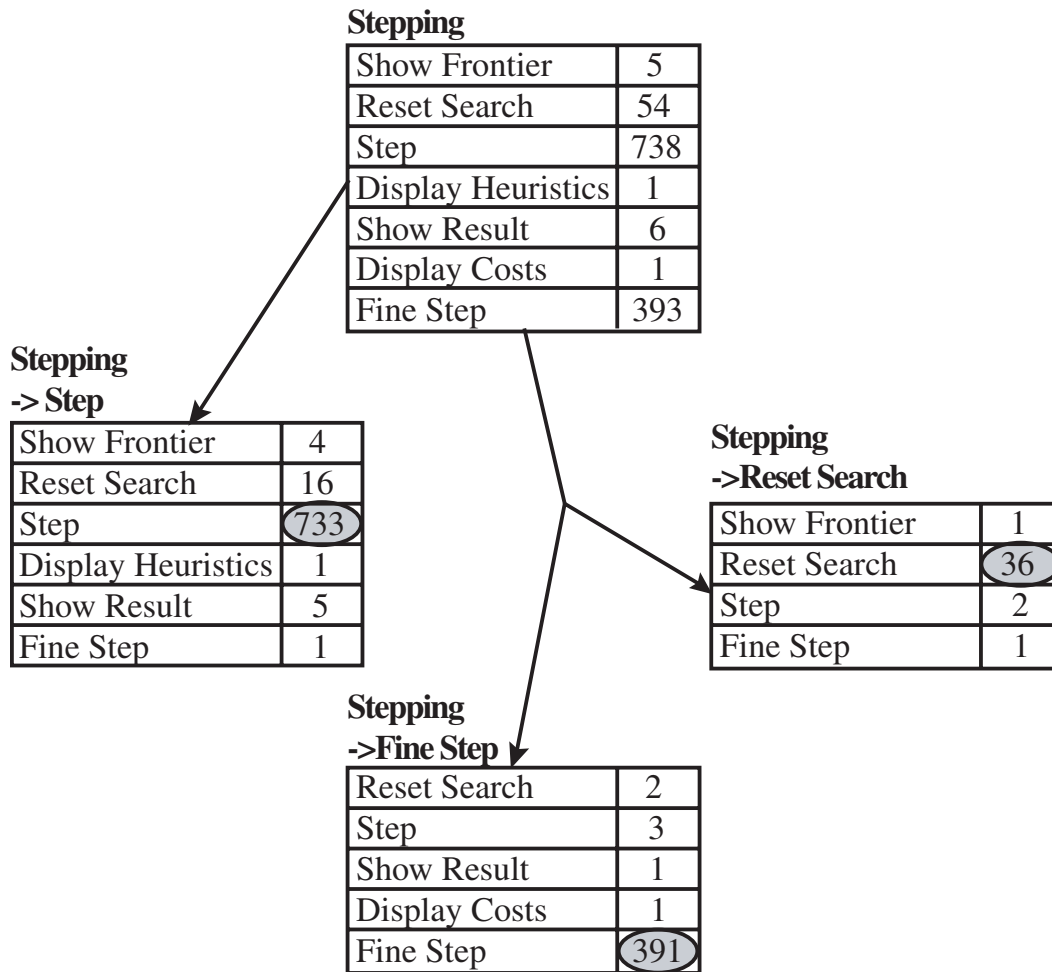 Stepping
Show Frontier 5
Reset Search 54
Step 738
Display Heuristics 1
Show Result 6
Display Costs 1
Fine Step 393
Stepping
-> Step
Show Frontier 4
Reset Search 16
Step 733
Display Heuristics 1
Show Result 5
Fine Step 1
Stepping
->Reset Search
Show Frontier 1
Reset Search 36
Step 2
Fine Step 1
Stepping
->Fine Step
Reset Search 2
Step 3
Show Result 1
Display Costs 1
Fine Step 391